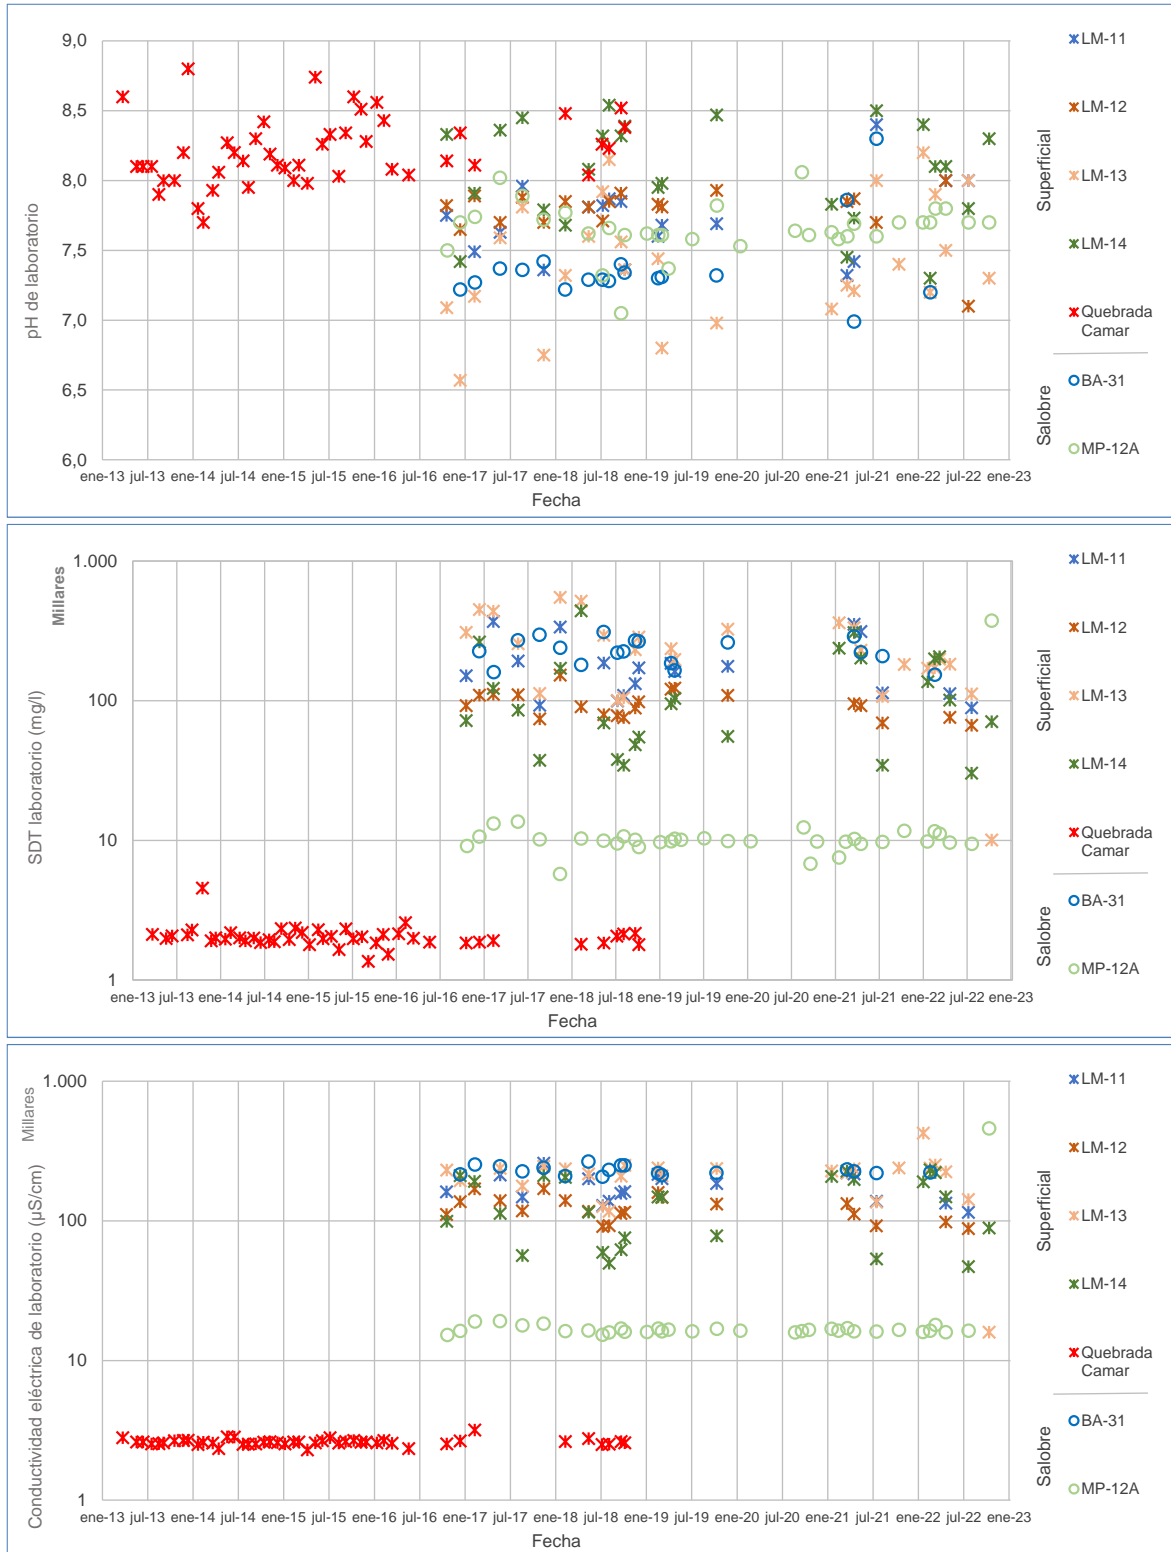 9,0
8,5
8,0
7,5
7,0
6,5
6,0
pH de laboratorio
ene-13 jul-13 ene-14 jul-14 ene-15 jul-15 ene-16 jul-16 ene-17 jul-17 ene-18 jul-18 ene-19 jul-19 ene-20 jul-20 ene-21 jul-21 ene-22 jul-22 ene-23
Fecha
LM-11
LM-12
LM-13
LM-14
Quebrada
Camar
BA-31
MP-12A
Superficial
Salobre
1.000
100
10
1
Millares
SDT laboratorio (mg/l)
ene-13 jul-13 ene-14 jul-14 ene-15 jul-15 ene-16 jul-16 ene-17 jul-17 ene-18 jul-18 ene-19 jul-19 ene-20 jul-20 ene-21 jul-21 ene-22 jul-22 ene-23
Fecha
LM-11
LM-12
LM-13
LM-14
Quebrada
Camar
BA-31
MP-12A
Superficial
Salobre
1.000
100
10
1
Millares
Conductividad eléctrica de laboratorio (µS/cm)
ene-13 jul-13 ene-14 jul-14 ene-15 jul-15 ene-16 jul-16 ene-17 jul-17 ene-18 jul-18 ene-19 jul-19 ene-20 jul-20 ene-21 jul-21 ene-22 jul-22 ene-23
Fecha
LM-11
LM-12
LM-13
LM-14
Quebrada
Camar
BA-31
MP-12A
Superficial
Salobre